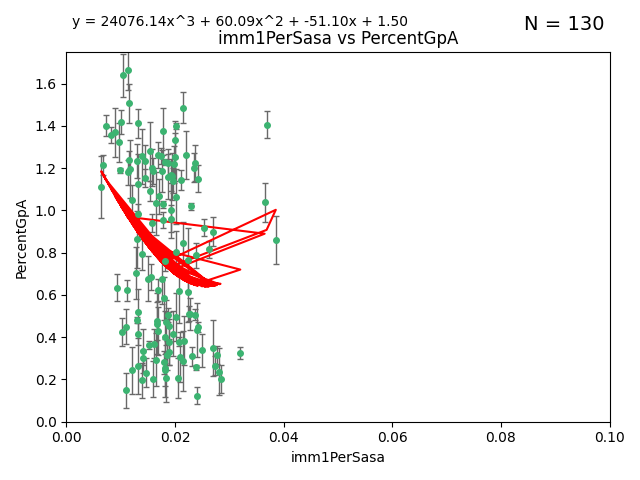 y = 24076.14x^3 + 60.09x^2 + -51.10x + 1.50
N = 130
imm1PerSasa vs PercentGpA
PercentGpA
1.6
1.4
1.2
1.0
0.8
0.6
0.4
0.2
0.0
0.00 0.02 0.04 0.06 0.08 0.10
imm1PerSasa